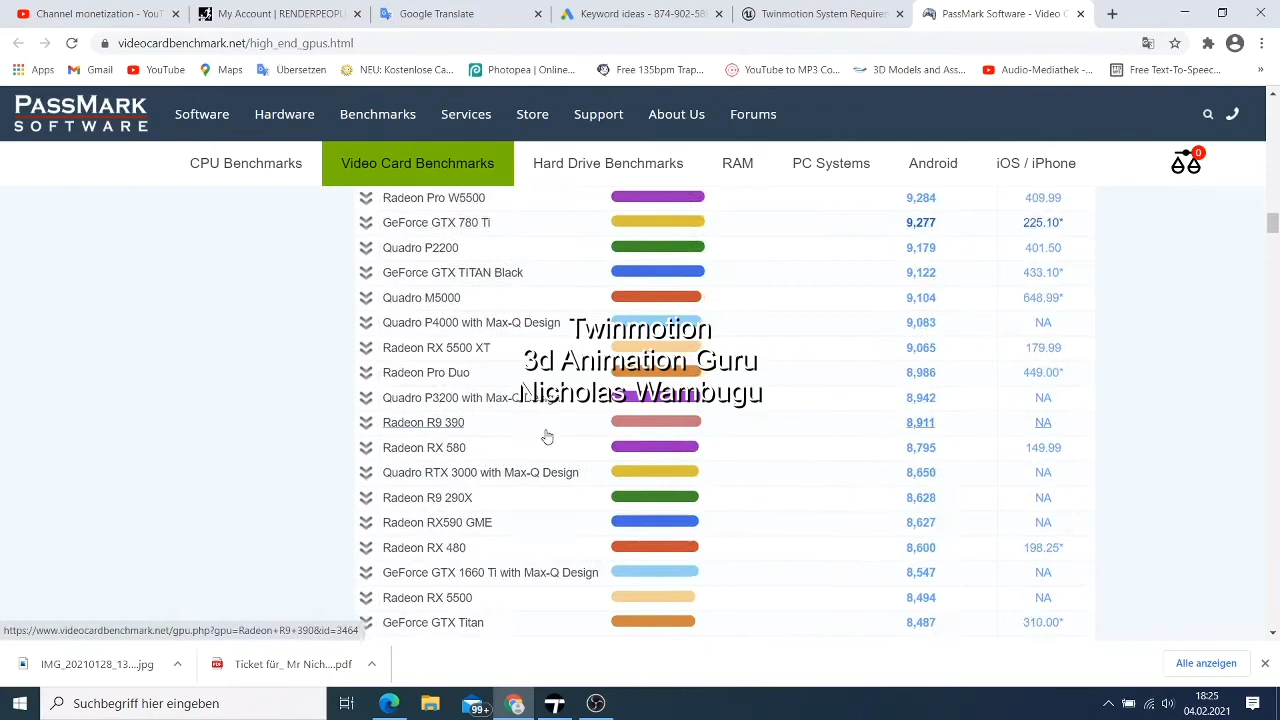 Channel dashboard - YouT
My Account | RENDERPEOPL
Google Translate
Keyword ideas - 874-902-58
Twinmotion System Require
PassMark Software - Video C
videocardbenchmark.net/high_end_gpus.html
Apps
Gmail
YouTube
Maps
Übersetzen
NEU: Kostenlose Ca...
Photopea | Online...
Free 135bpm Trap...
YouTube to MP3 Co...
3D Models and Ass...
Audio-Mediathek -...
Free Text-To-Speec...
PASSMARK
SOFTWARE
Software
Hardware
Benchmarks
Services
Store
Support
About Us
Forums
CPU Benchmarks
Video Card Benchmarks
Hard Drive Benchmarks
RAM
PC Systems
Android
iOS / iPhone
0
Radeon Pro W5500 9,284 409.99
GeForce GTX 780 Ti 9,277 225.10*
Quadro P2200 9,179 401.50
GeForce GTX TITAN Black 9,122 433.10*
Quadro M5000 9,104 648.99*
Quadro P4000 with Max-Q Design 9,083 NA
Radeon RX 5500 XT 9,065 179.99
Radeon Pro Duo 8,986 449.00*
Quadro P3200 with Max-Q 8,942 NA
Radeon R9 390 8,911 NA
Radeon RX 580 8,795 149.99
Quadro RTX 3000 with Max-Q Design 8,650 NA
Radeon R9 290X 8,628 NA
Radeon RX590 GME 8,627 NA
Radeon RX 480 8,600 198.25*
GeForce GTX 1660 Ti with Max-Q Design 8,547 NA
Radeon RX 5500 8,494 NA
GeForce GTX Titan 8,487 310.00*
Twinmotion
3d Animation Guru
Nicholas Wambugu
https://www.videocardbenchmark.net/gpu.php?gpu=Radeon+R9+390&id=3464
IMG_20210128_13....jpg
Ticket für_ Mr Nich....pdf
Alle anzeigen
Suchbegriff hier eingeben
99+
18:25
04.02.2021